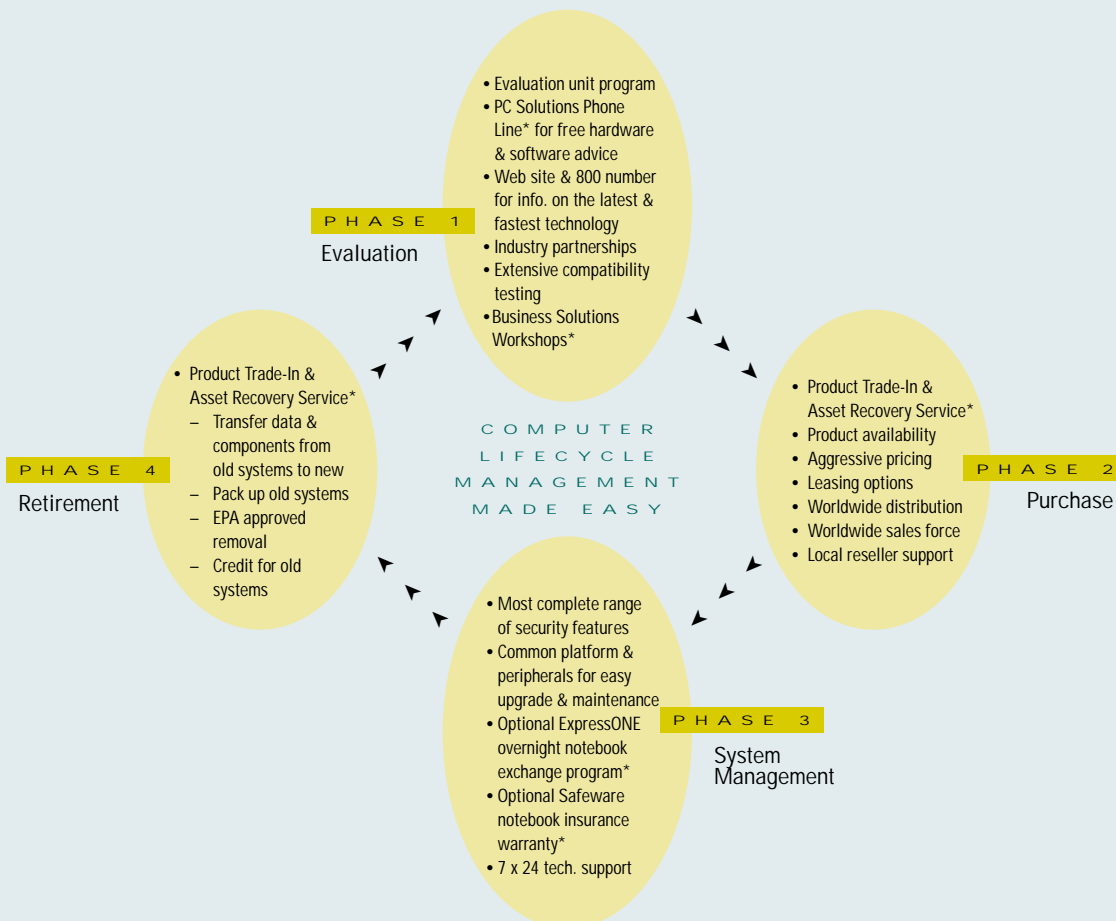 • Evaluation unit program
• PC Solutions Phone
Line* for free hardware
& software advice
• Web site & 800 number
for info. on the latest &
fastest technology
• Industry partnerships
• Extensive compatibility
testing
• Business Solutions
Workshops*
PHASE 1
Evaluation
• Product Trade-In &
Asset Recovery Service*
• Product availability
• Aggressive pricing
• Leasing options
• Worldwide distribution
• Worldwide sales force
• Local reseller support
PHASE 2
Purchase
COMPUTER
LIFECYCLE
MANAGEMENT
MADE EASY
• Most complete range
of security features
• Common platform &
peripherals for easy
upgrade & maintenance
• Optional ExpressONE
overnight notebook
exchange program*
• Optional Safeware
notebook insurance
warranty*
• 7 x 24 tech. support
PHASE 3
System
Management
• Product Trade-In &
Asset Recovery Service*
– Transfer data &
components from
old systems to new
– Pack up old systems
– EPA approved
removal
– Credit for old
systems
PHASE 4
Retirement